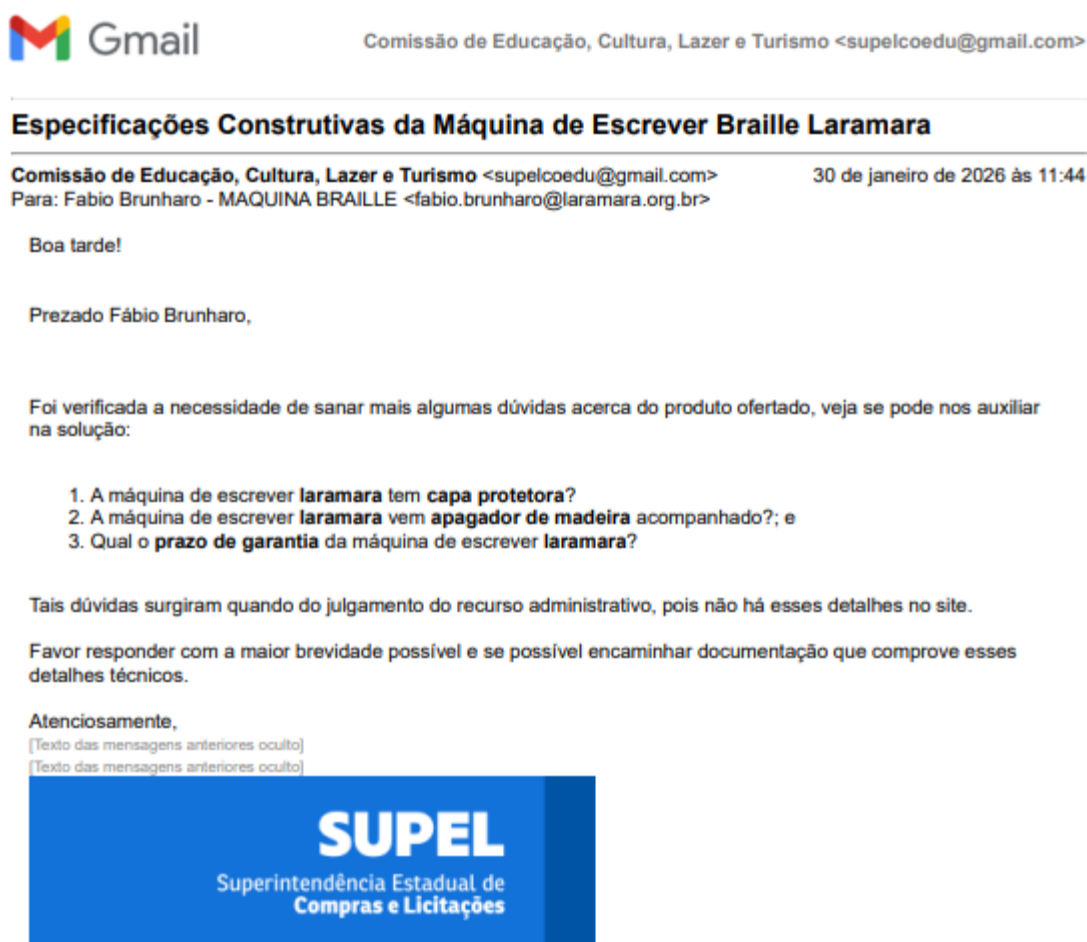 Gmail
Comissão de Educação, Cultura, Lazer e Turismo <supelcoedu@gmail.com>
Especificações Construtivas da Máquina de Escrever Braille Laramara
Comissão de Educação, Cultura, Lazer e Turismo <supelcoedu@gmail.com> 30 de janeiro de 2026 às 11:44
Para: Fabio Brunharo - MAQUINA BRAILLE <fabio.brunharo@laramara.org.br>
Boa tarde!
Prezado Fábio Brunharo,
Foi verificada a necessidade de sanar mais algumas dúvidas acerca do produto ofertado, veja se pode nos auxiliar
na solução:
1. A máquina de escrever laramara tem capa protetora?
2. A máquina de escrever laramara vem apagador de madeira acompanhado?; e
3. Qual o prazo de garantia da máquina de escrever laramara?
Tais dúvidas surgiram quando do julgamento do recurso administrativo, pois não há esses detalhes no site.
Favor responder com a maior brevidade possível e se possível encaminhar documentação que comprove esses
detalhes técnicos.
Atenciosamente,
[Texto das mensagens anteriores oculto]
[Texto das mensagens anteriores oculto]
SUPEL
Superintendência Estadual de
Compras e Licitações